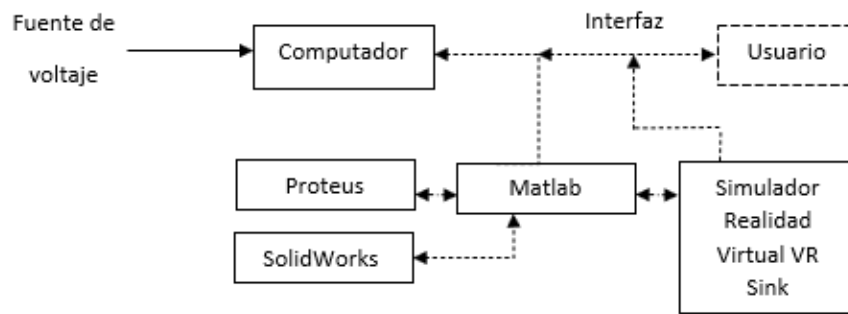 Fuente de
voltaje
Computador
Interfaz
Usuario
Proteus
Matlab
SolidWorks
Simulador
Realidad
Virtual VR
Sink